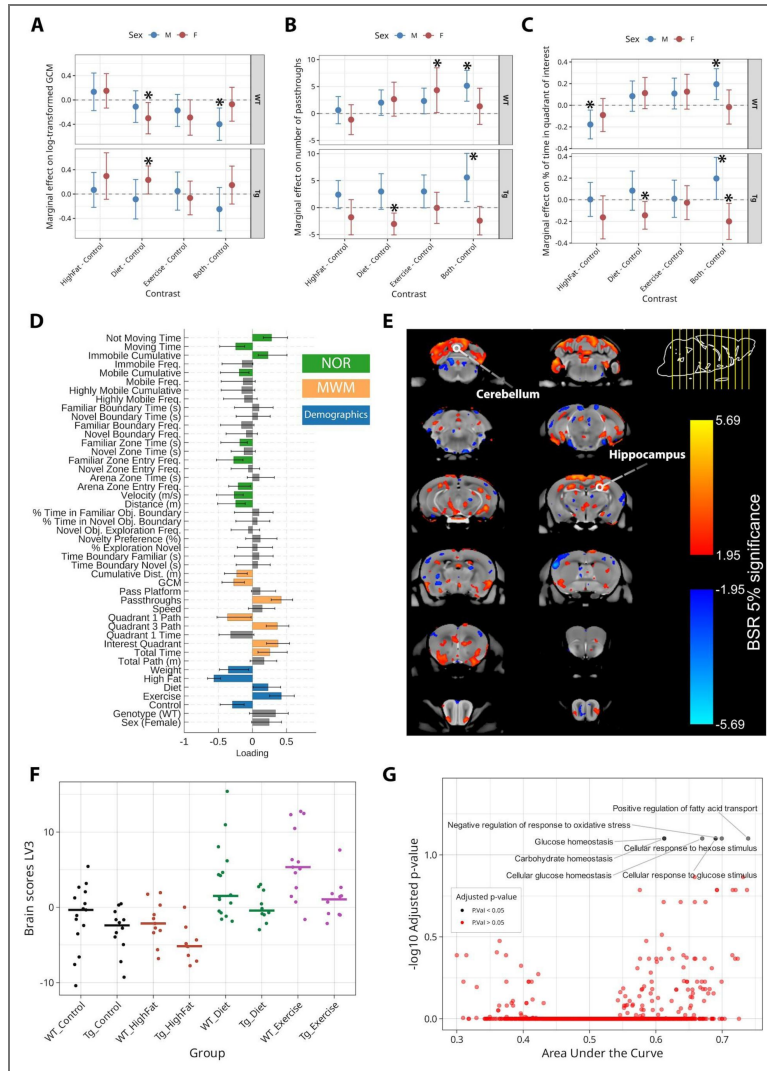 A
Sex M F
Marginal effect on log-transformed GCM
0.4
0.0
-0.4
0.4
0.0
-0.4
*
*
*
WT
Tg
HighFat - Control
Diet - Control
Exercise - Control
Both - Control
Contrast
B
Sex M F
Marginal effect on number of passthroughs
10
5
0
-5
10
5
0
-5
*
*
*
*
WT
Tg
HighFat - Control
Diet - Control
Exercise - Control
Both - Control
Contrast
C
Sex M F
Marginal effect on % of time in quadrant of interest
0.4
0.2
0.0
-0.2
0.4
0.2
0.0
-0.2
-0.4
*
*
*
*
*
WT
Tg
HighFat - Control
Diet - Control
Exercise - Control
Both - Control
Contrast
D
Not Moving Time
Moving Time
Immobile Cumulative
Immobile Freq.
Mobile Cumulative
Mobile Freq.
Highly Mobile Cumulative
Highly Mobile Freq.
Familiar Boundary Time (s)
Novel Boundary Time (s)
Familiar Boundary Freq.
Novel Boundary Freq.
Familiar Zone Time (s)
Novel Zone Time (s)
Familiar Zone Entry Freq.
Novel Zone Entry Freq.
Arena Zone Time (s)
Arena Zone Entry Freq.
Velocity (m/s)
Distance (m)
% Time in Familiar Obj. Boundary
% Time in Novel Obj. Boundary
Novel Obj. Exploration Freq.
Novelty Preference (%)
% Exploration Novel
Time Boundary Familiar (s)
Time Boundary Novel (s)
Cumulative Dist. (m)
GCM
Pass Platform
Passthroughs
Speed
Quadrant 1 Path
Quadrant 3 Path
Quadrant 1 Time
Interest Quadrant
Total Time
Total Path (m)
Weight
High Fat
Diet
Exercise
Control
Genotype (WT)
Sex (Female)
NOR
MWM
Demographics
-1 -0.5 0 0.5
Loading
E
Cerebellum
Hippocampus
5.69
1.95
-1.95
-5.69
BSR 5% significance
F
Brain scores LV3
10
0
-10
WT_Control
Tg_Control
WT_HighFat
Tg_HighFat
WT_Diet
Tg_Diet
WT_Exercise
Tg_Exercise
Group
G
-log10 Adjusted p-value
1.0
0.5
0.0
Positive regulation of fatty acid transport
Negative regulation of response to oxidative stress
Glucose homeostasis
Cellular response to hexose stimulus
Carbohydrate homeostasis
Cellular glucose homeostasis
Cellular response to glucose stimulus
Adjusted p-value
P.Val < 0.05
P.Val > 0.05
0.3 0.4 0.5 0.6 0.7
Area Under the Curve